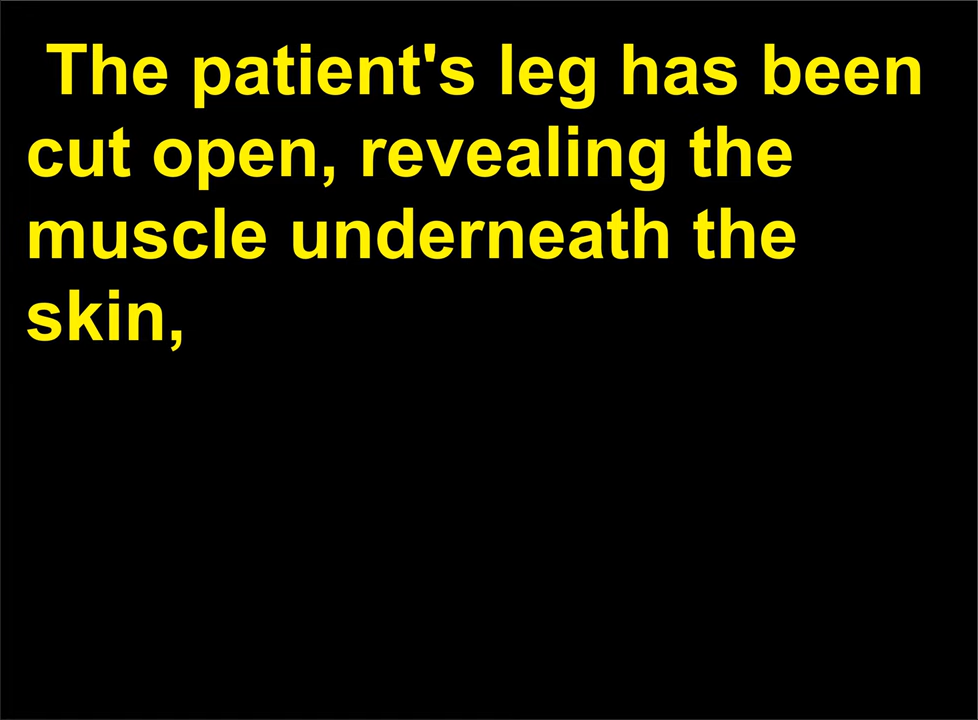 The patient's leg has been
cut open, revealing the
muscle underneath the
skin,